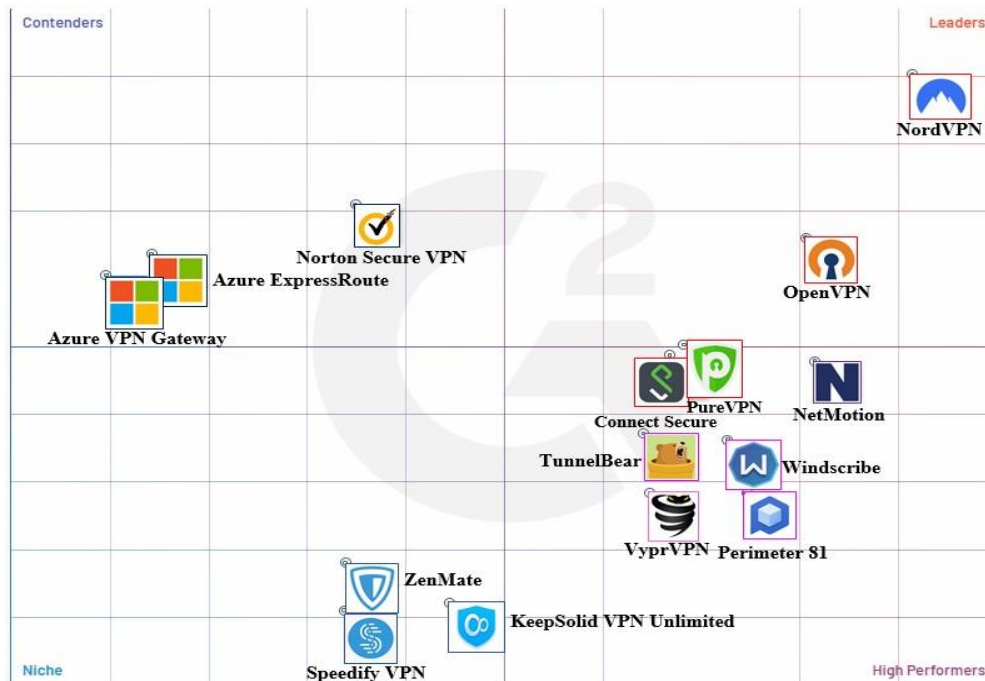 Contenders
Leaders
NordVPN
Norton Secure VPN
Azure ExpressRoute
OpenVPN
Azure VPN Gateway
PureVPN
NetMotion
Connect Secure
TunnelBear
Windscribe
VyprVPN
Perimeter 81
ZenMate
KeepSolid VPN Unlimited
Speedify VPN
Niche
High Performers